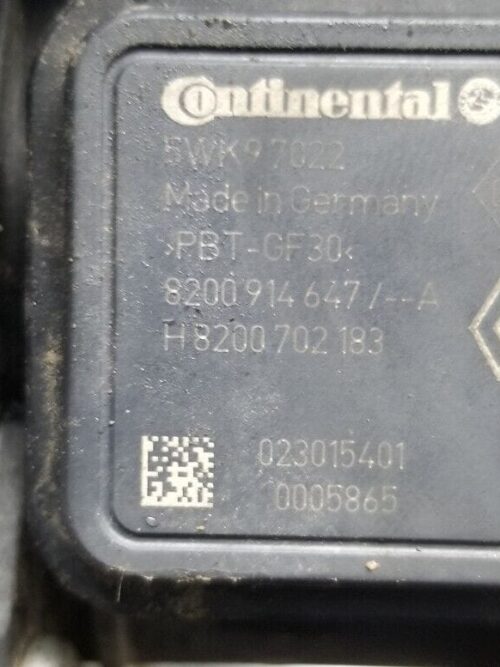 Continental
5WK9 7022
Made in Germany
>PBT-GF30<
8200 914 647 /--A
H 8200 702 183
023015401
0005865